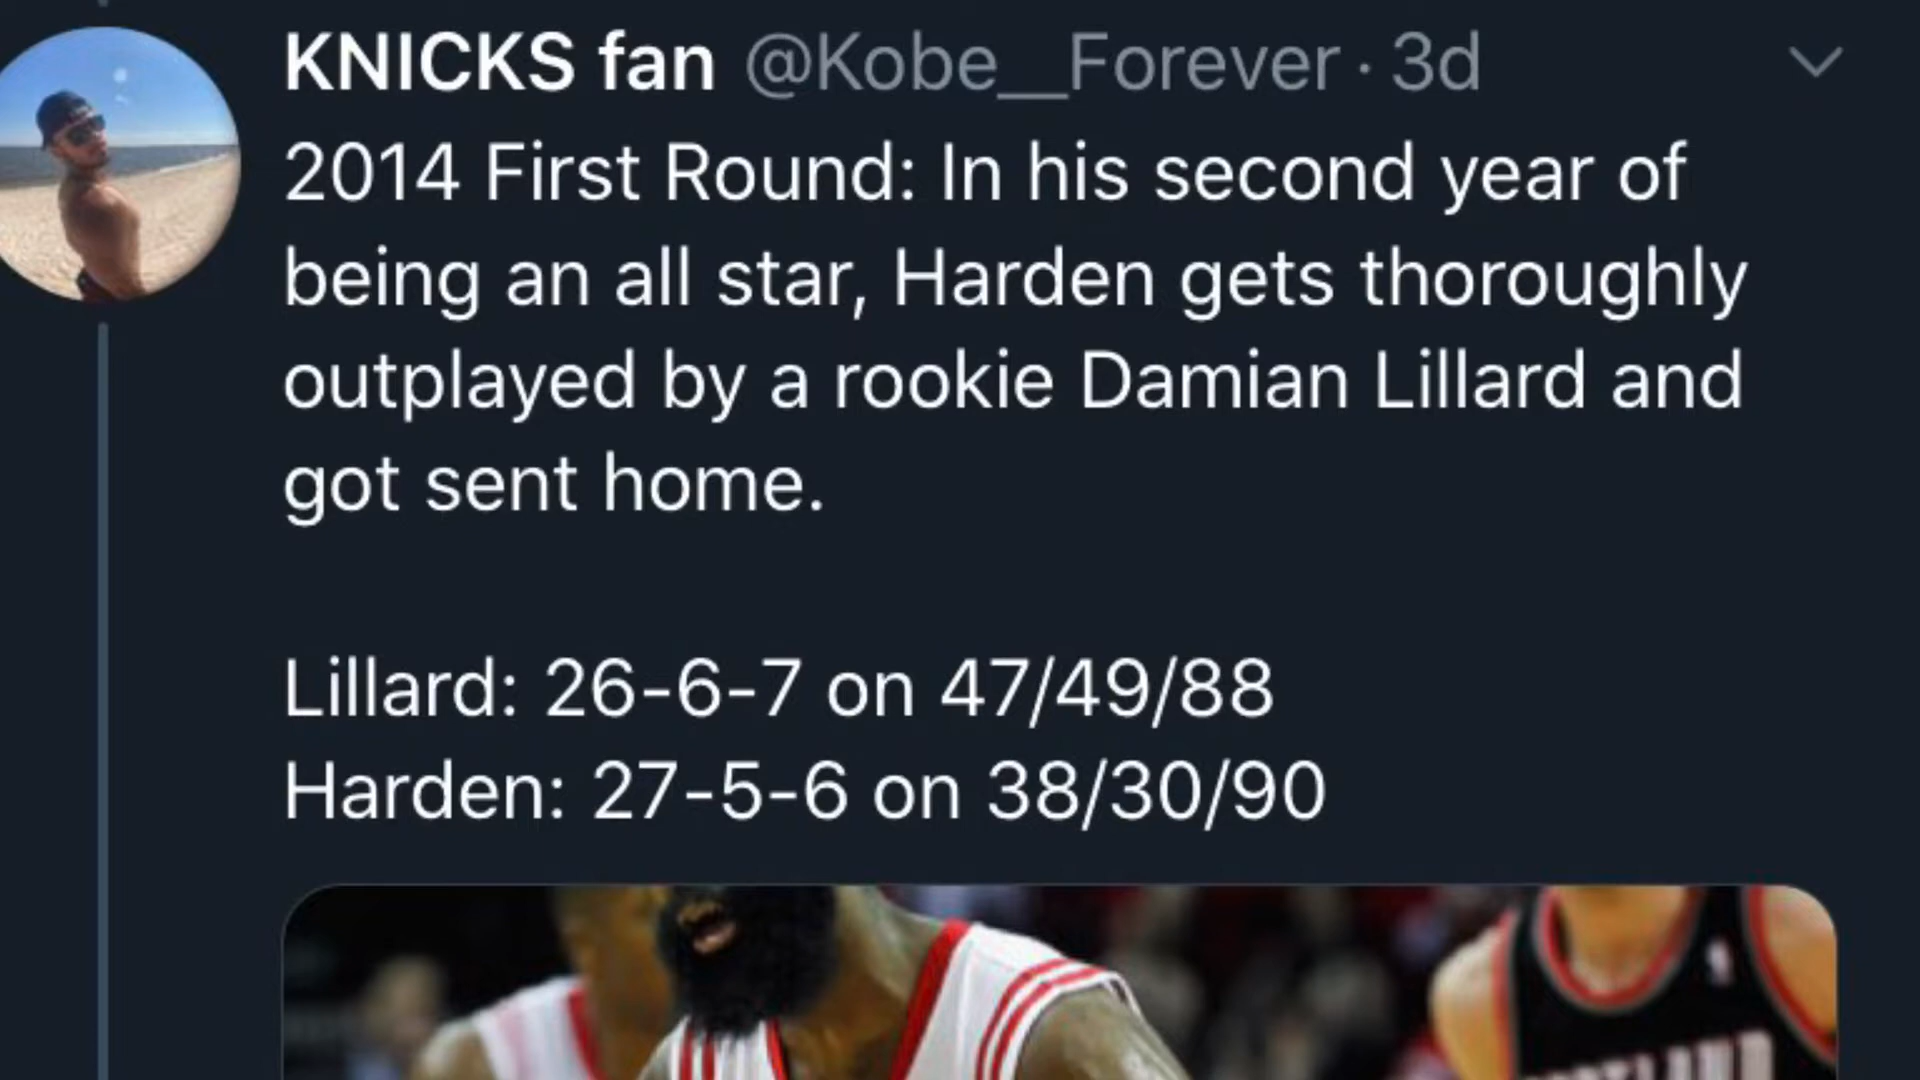 KNICKS fan @Kobe__Forever · 3d
2014 First Round: In his second year of
being an all star, Harden gets thoroughly
outplayed by a rookie Damian Lillard and
got sent home.
Lillard: 26-6-7 on 47/49/88
Harden: 27-5-6 on 38/30/90